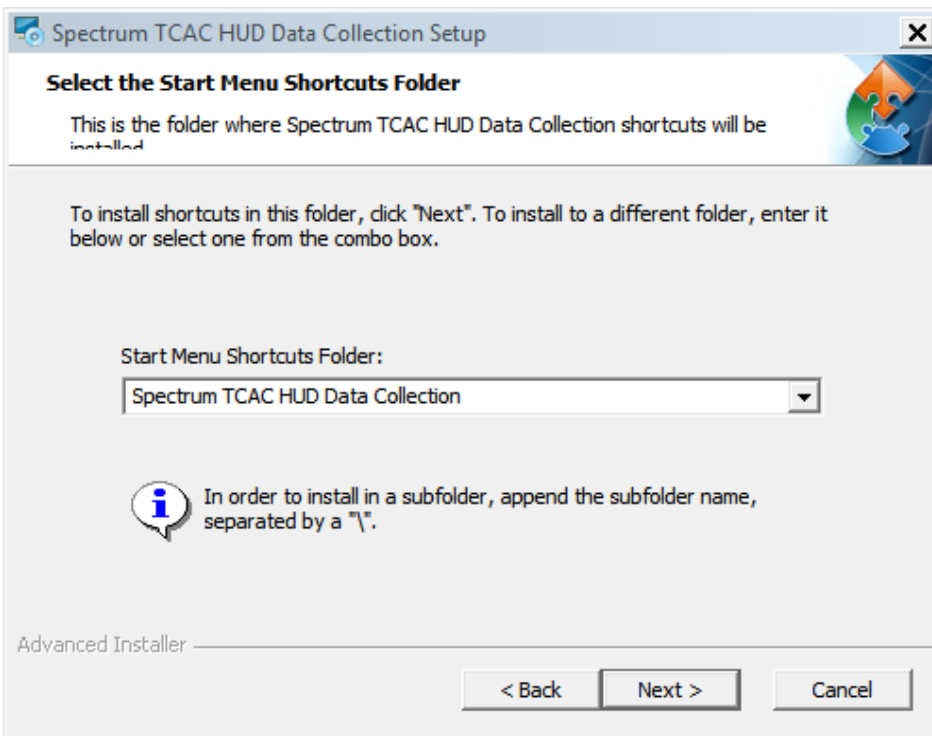 Spectrum TCAC HUD Data Collection Setup
Select the Start Menu Shortcuts Folder
This is the folder where Spectrum TCAC HUD Data Collection shortcuts will be
installed.
To install shortcuts in this folder, click "Next". To install to a different folder, enter it
below or select one from the combo box.
Start Menu Shortcuts Folder:
Spectrum TCAC HUD Data Collection
In order to install in a subfolder, append the subfolder name,
separated by a "\".
Advanced Installer
< Back
Next >
Cancel